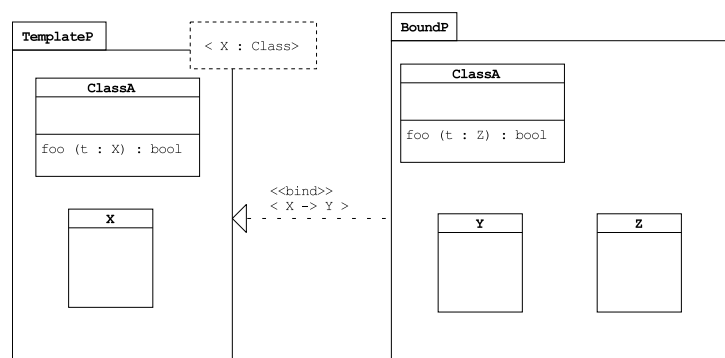 TemplateP
< X : Class>
ClassA
foo (t : X) : bool
X
<<bind>>
< X -> Y >
BoundP
ClassA
foo (t : Z) : bool
Y
Z